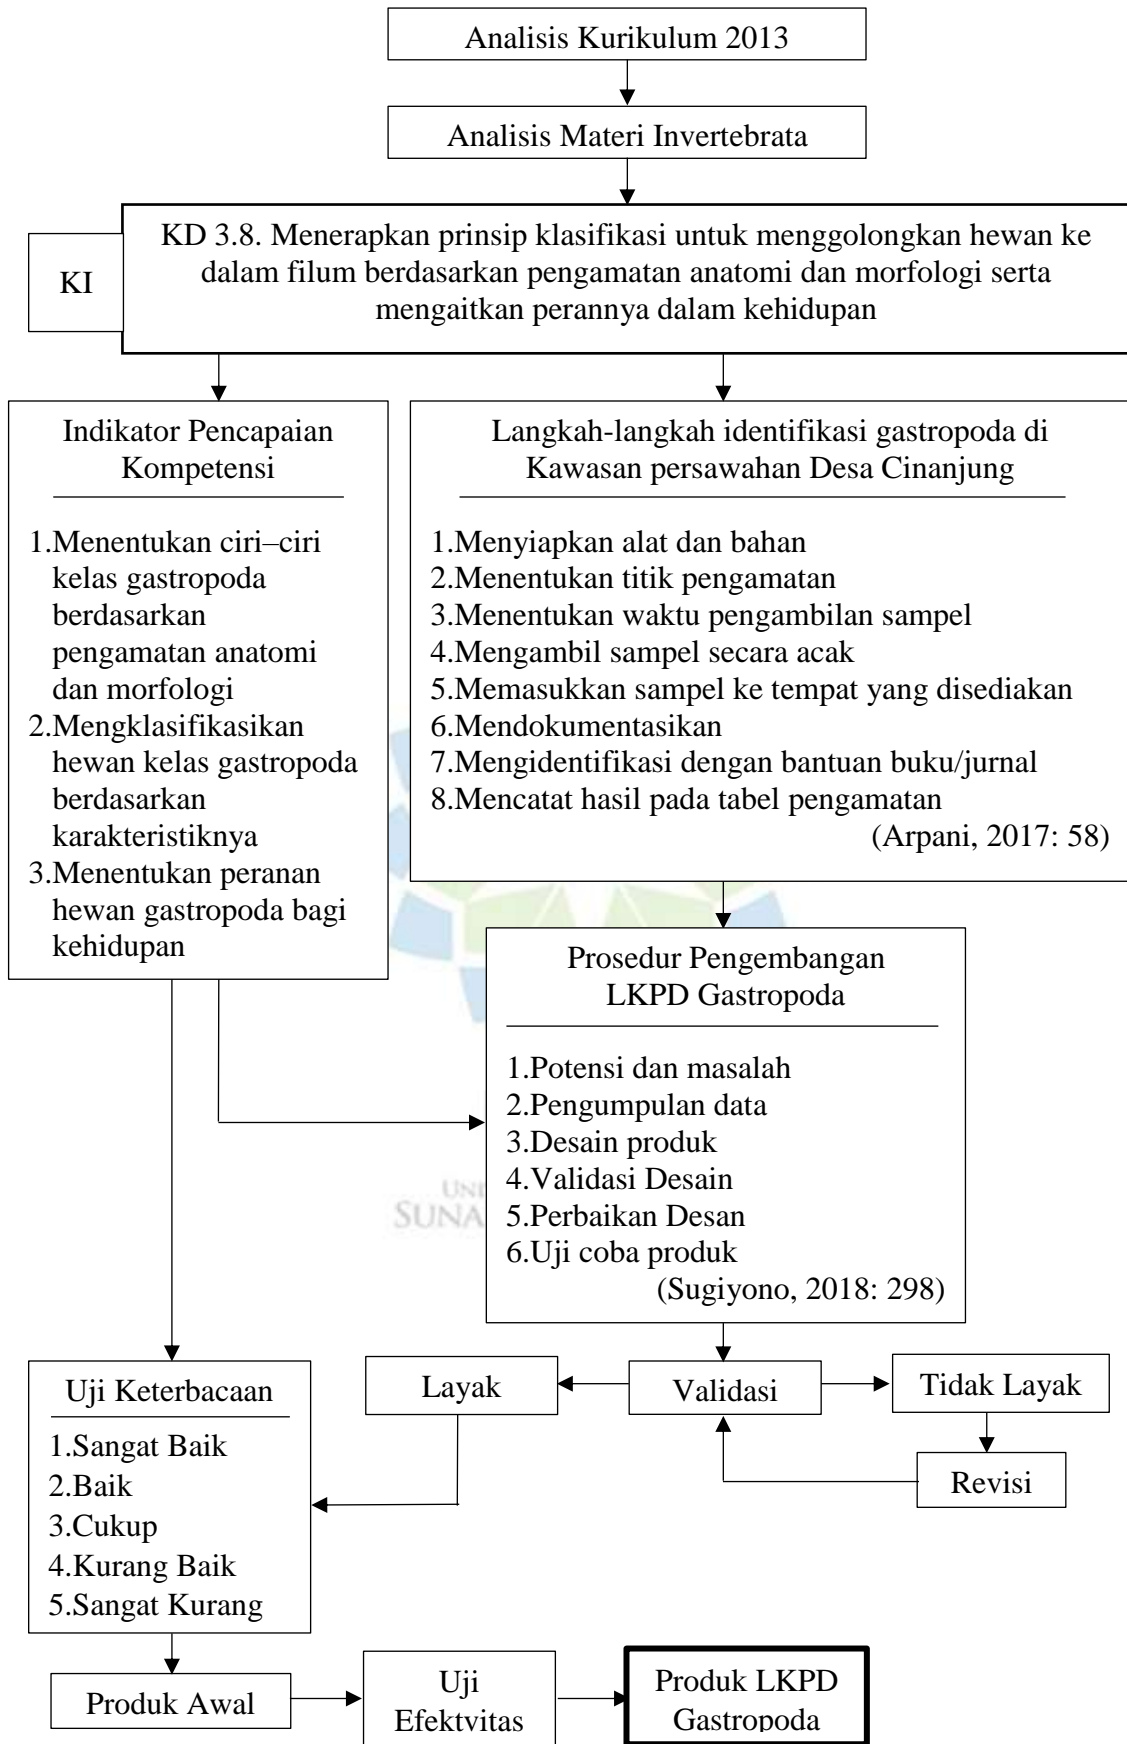 Analisis Kurikulum 2013
Analisis Materi Invertebrata
KI
KD 3.8. Menerapkan prinsip klasifikasi untuk menggolongkan hewan ke
dalam filum berdasarkan pengamatan anatomi dan morfologi serta
mengaitkan perannya dalam kehidupan
Indikator Pencapaian
Kompetensi
1.Menentukan ciri–ciri
kelas gastropoda
berdasarkan
pengamatan anatomi
dan morfologi
2.Mengklasifikasikan
hewan kelas gastropoda
berdasarkan
karakteristiknya
3.Menentukan peranan
hewan gastropoda bagi
kehidupan
Langkah-langkah identifikasi gastropoda di
Kawasan persawahan Desa Cinanjung
1.Menyiapkan alat dan bahan
2.Menentukan titik pengamatan
3.Menentukan waktu pengambilan sampel
4.Mengambil sampel secara acak
5.Memasukkan sampel ke tempat yang disediakan
6.Mendokumentasikan
7.Mengidentifikasi dengan bantuan buku/jurnal
8.Mencatat hasil pada tabel pengamatan
(Arpani, 2017: 58)
Prosedur Pengembangan
LKPD Gastropoda
1.Potensi dan masalah
2.Pengumpulan data
3.Desain produk
4.Validasi Desain
5.Perbaikan Desan
6.Uji coba produk
(Sugiyono, 2018: 298)
UNI
SUNA
Uji Keterbacaan
1.Sangat Baik
2.Baik
3.Cukup
4.Kurang Baik
5.Sangat Kurang
Layak
Validasi
Tidak Layak
Revisi
Produk Awal
Uji
Efektvitas
Produk LKPD
Gastropoda